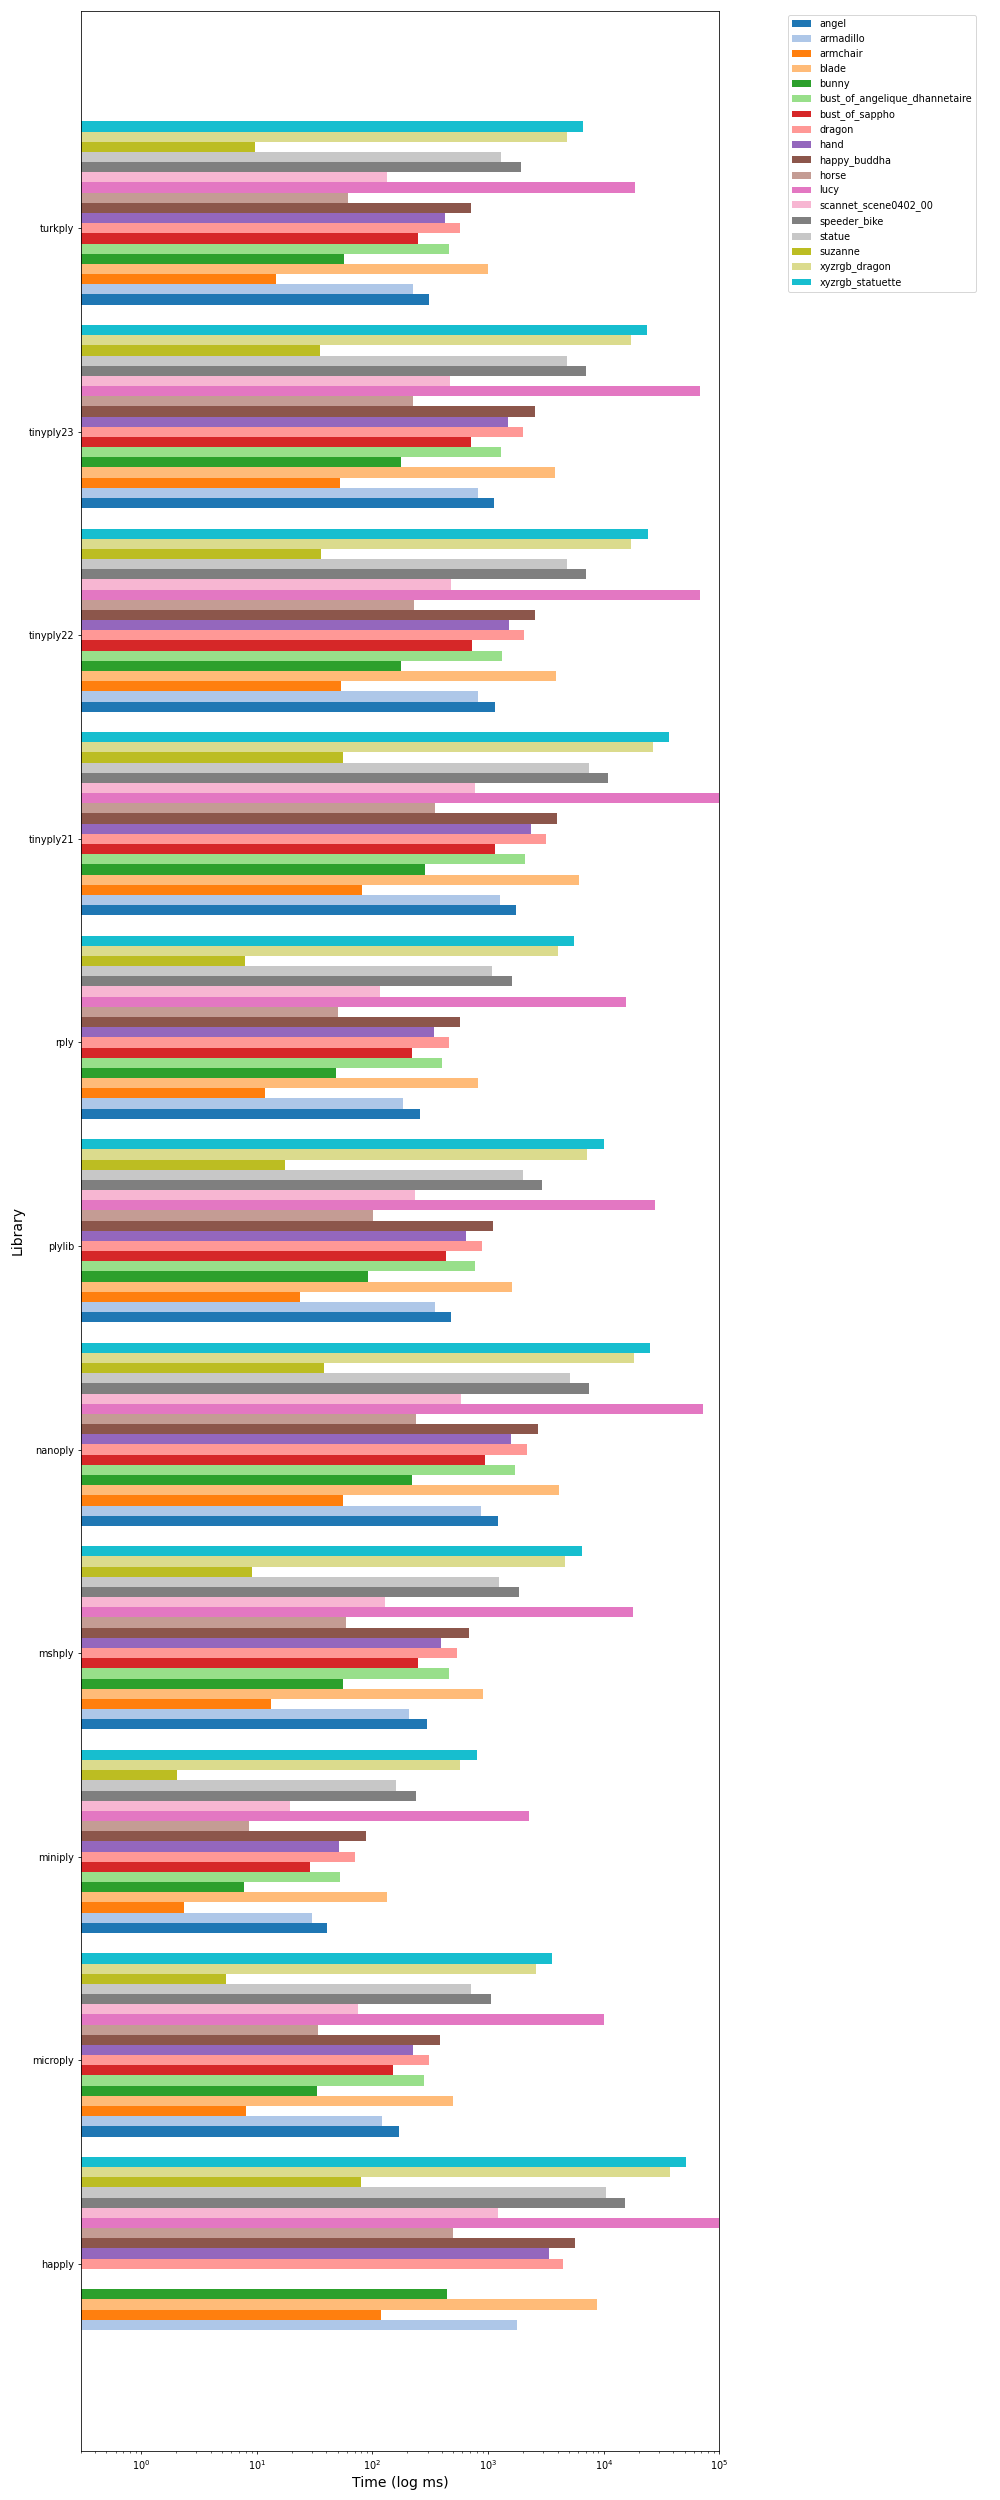 angel
armadillo
armchair
blade
bunny
bust_of_angelique_dhannetaire
bust_of_sappho
dragon
hand
happy_buddha
horse
lucy
scannet_scene0402_00
speeder_bike
statue
suzanne
xyzrgb_dragon
xyzrgb_statuette
turkply
tinyply23
tinyply22
tinyply21
rply
plylib
nanoply
mshply
miniply
microply
happly
Library
10⁰ 10¹ 10² 10³ 10⁴ 10⁵
Time (log ms)